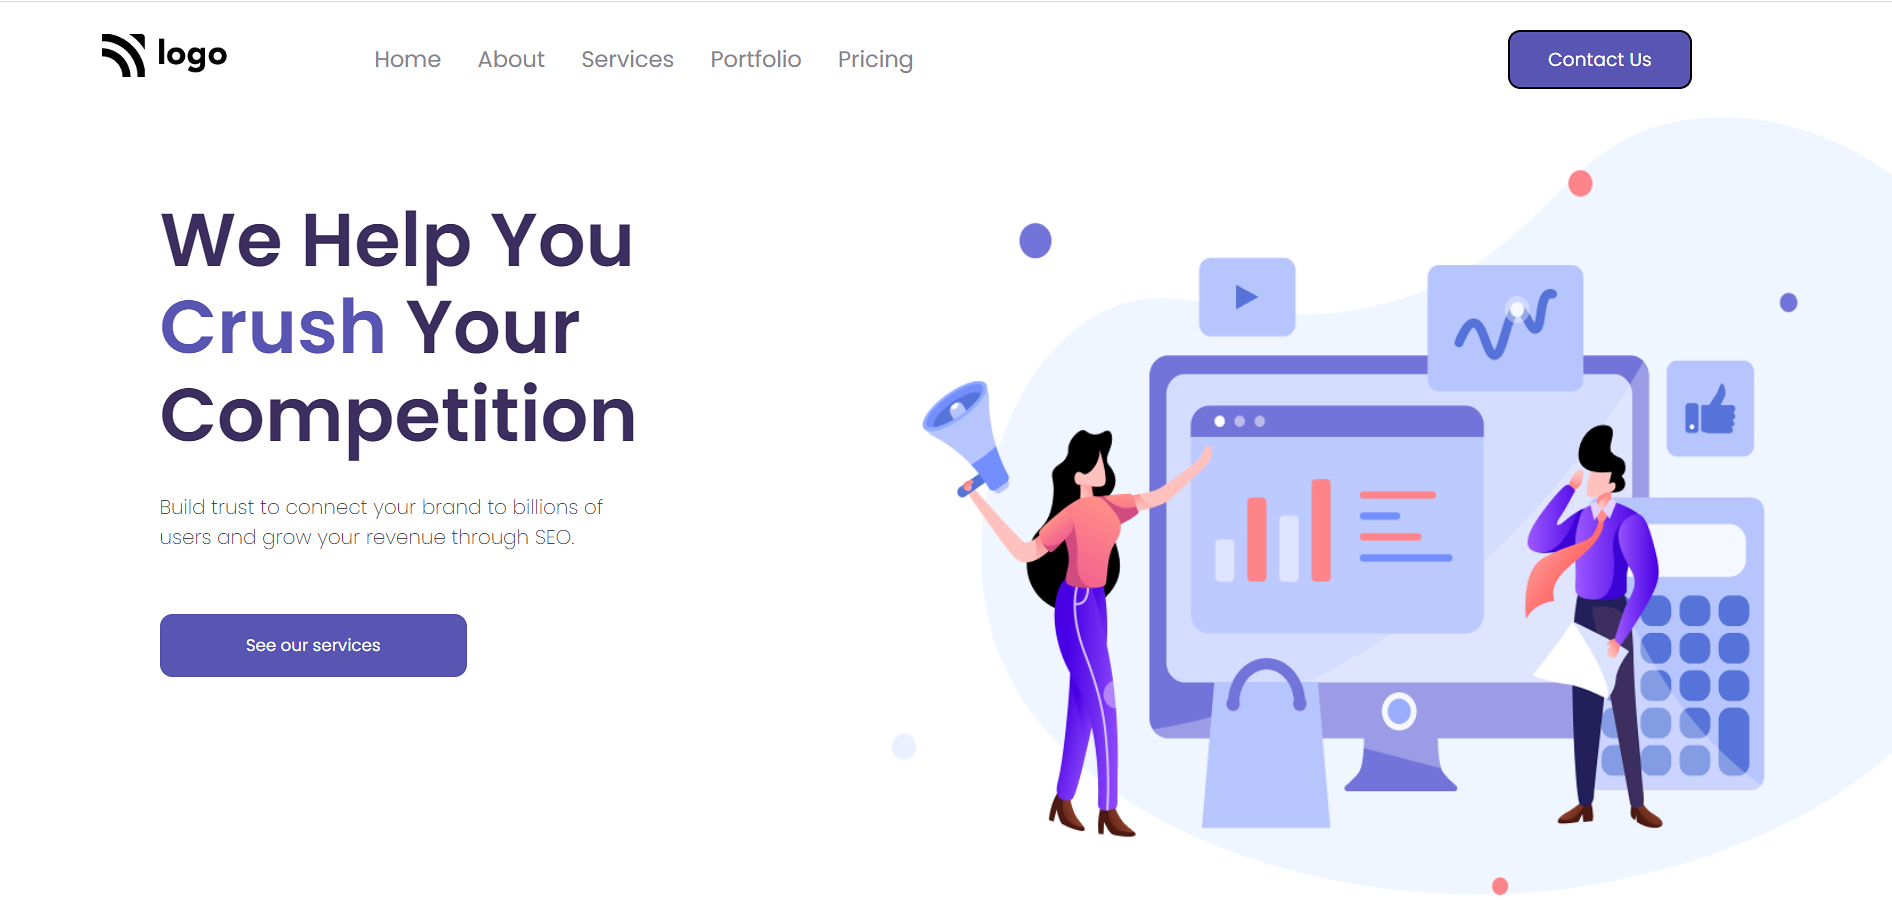 logo
Home About Services Portfolio Pricing
Contact Us
We Help You
Crush Your
Competition
Build trust to connect your brand to billions of
users and grow your revenue through SEO.
See our services